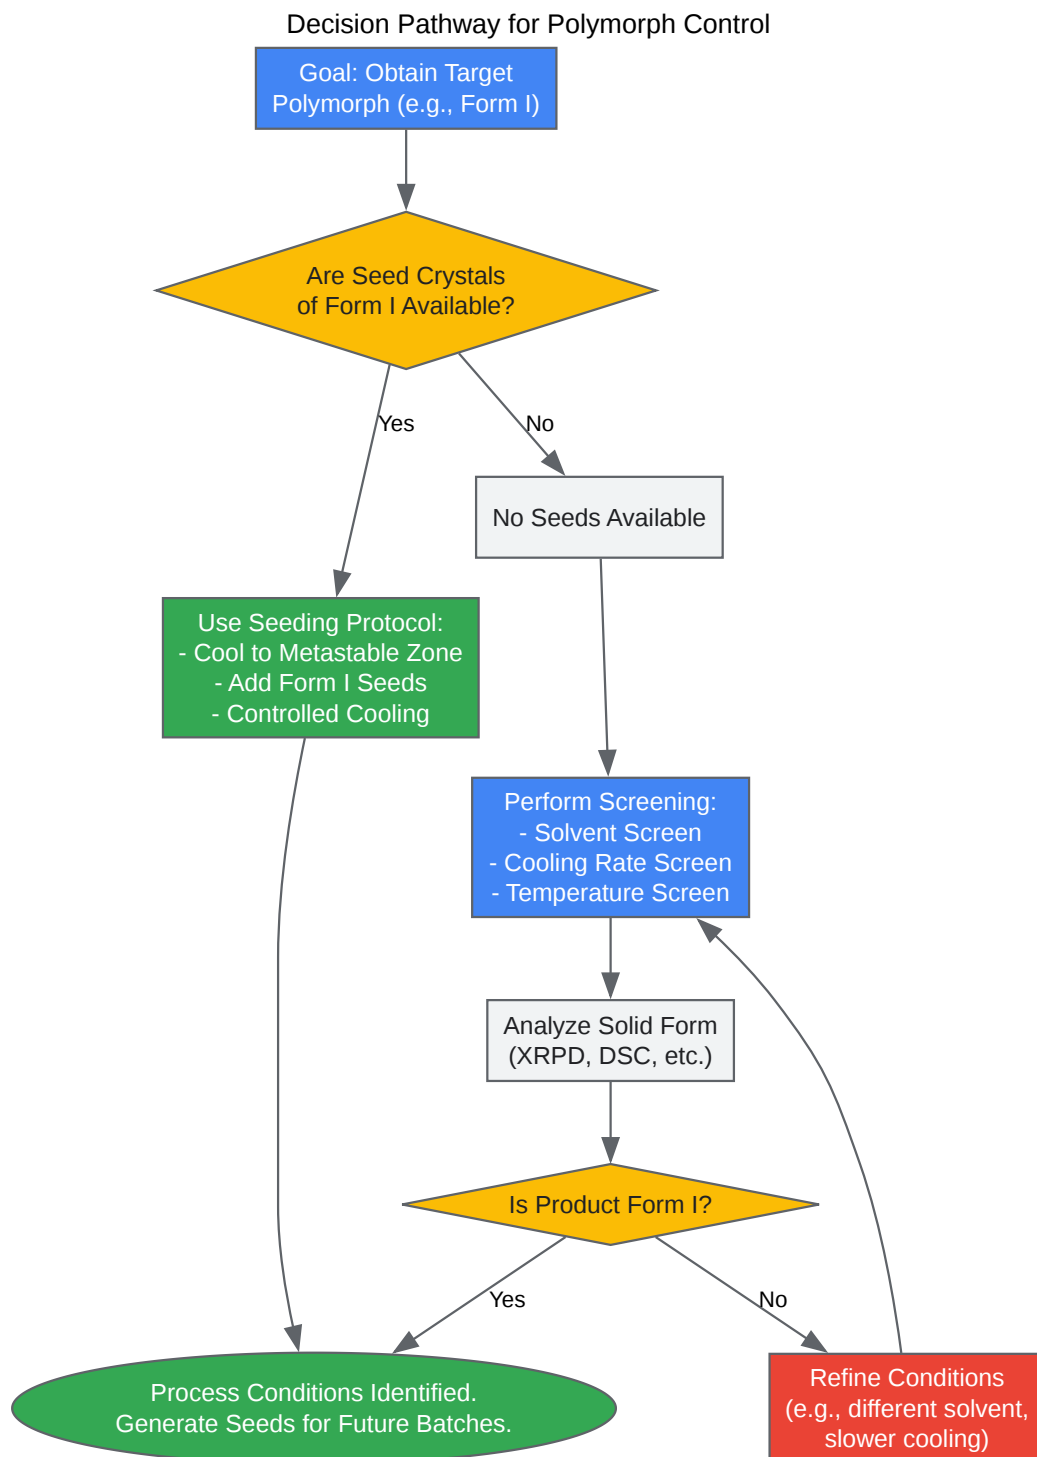 Decision Pathway for Polymorph Control
Goal: Obtain Target
Polymorph (e.g., Form I)
Are Seed Crystals
of Form I Available?
Yes
No
No Seeds Available
Use Seeding Protocol:
- Cool to Metastable Zone
- Add Form I Seeds
- Controlled Cooling
Perform Screening:
- Solvent Screen
- Cooling Rate Screen
- Temperature Screen
Analyze Solid Form
(XRPD, DSC, etc.)
Is Product Form I?
Yes
No
Process Conditions Identified.
Generate Seeds for Future Batches.
Refine Conditions
(e.g., different solvent,
slower cooling)